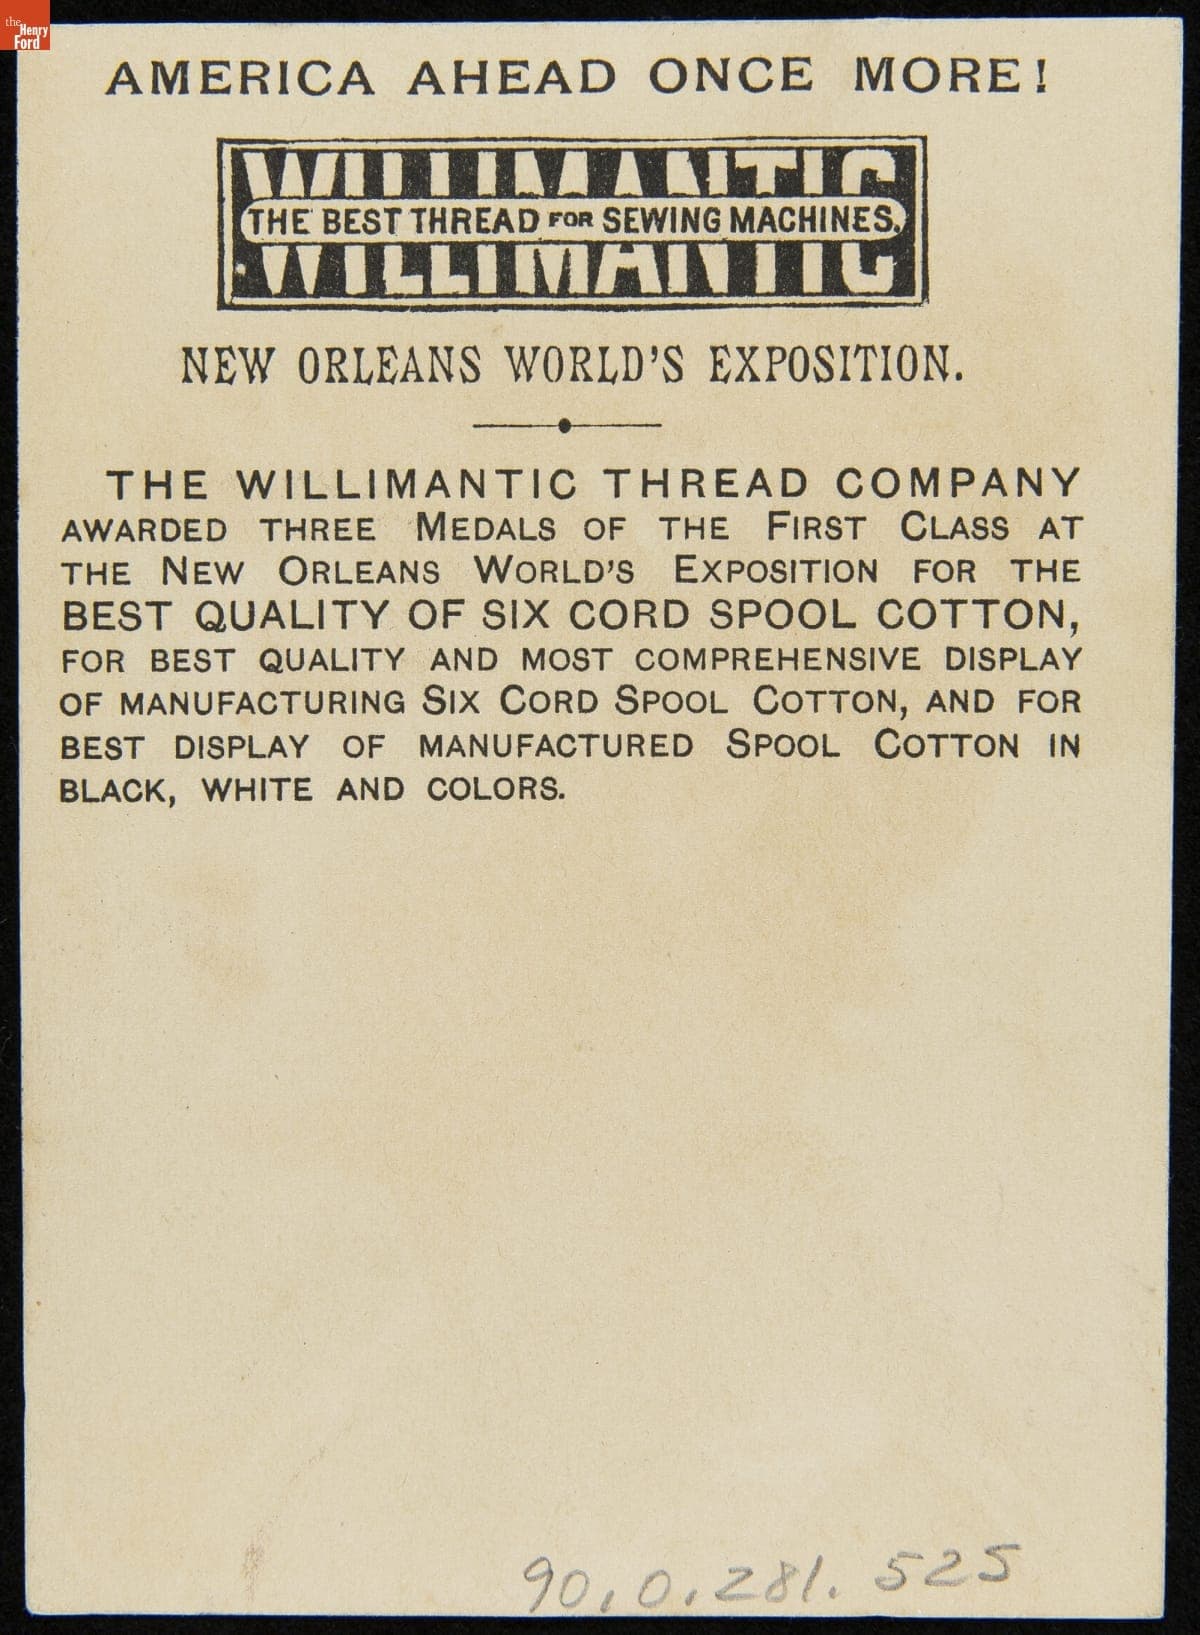 the
Henry
Ford
AMERICA AHEAD ONCE MORE!
WILLIMANTIC
THE BEST THREAD FOR SEWING MACHINES.
NEW ORLEANS WORLD'S EXPOSITION.
THE WILLIMANTIC THREAD COMPANY
AWARDED THREE MEDALS OF THE FIRST CLASS AT
THE NEW ORLEANS WORLD'S EXPOSITION FOR THE
BEST QUALITY OF SIX CORD SPOOL COTTON,
FOR BEST QUALITY AND MOST COMPREHENSIVE DISPLAY
OF MANUFACTURING SIX CORD SPOOL COTTON, AND FOR
BEST DISPLAY OF MANUFACTURED SPOOL COTTON IN
BLACK, WHITE AND COLORS.
90.0.281.525